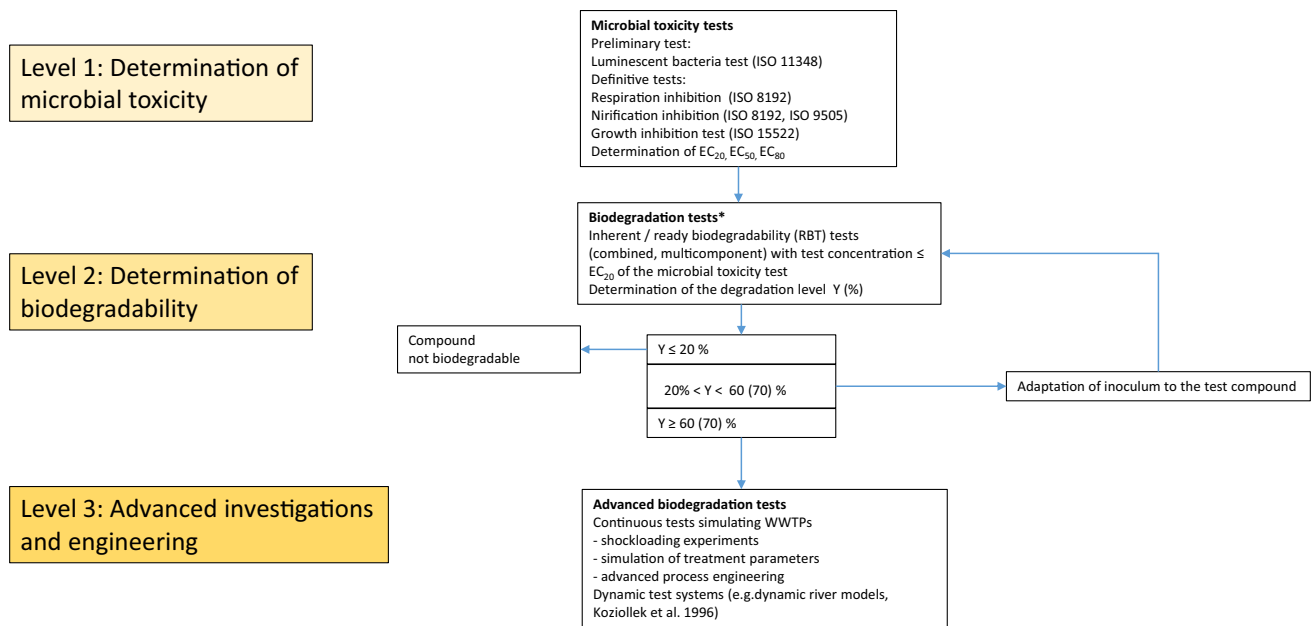 Level 1: Determination of
microbial toxicity
Microbial toxicity tests
Preliminary test:
Luminescent bacteria test (ISO 11348)
Definitive tests:
Respiration inhibition  (ISO 8192)
Nirification inhibition (ISO 8192, ISO 9505)
Growth inhibition test (ISO 15522)
Determination of EC20, EC50, EC80
Level 2: Determination of
biodegradability
Biodegradation tests*
Inherent / ready biodegradability (RBT) tests
(combined, multicomponent) with test concentration ≤
EC20 of the microbial toxicity test
Determination of the degradation level  Y (%)
Compound
not biodegradable
Y ≤ 20 %
20% < Y <  60 (70) %
Y ≥ 60 (70) %
Adaptation of inoculum to the test compound
Level 3: Advanced investigations
and engineering
Advanced biodegradation tests
Continuous tests simulating WWTPs
- shockloading experiments
- simulation of treatment parameters
- advanced process engineering
Dynamic test systems (e.g.dynamic river models,
Koziollek et al. 1996)